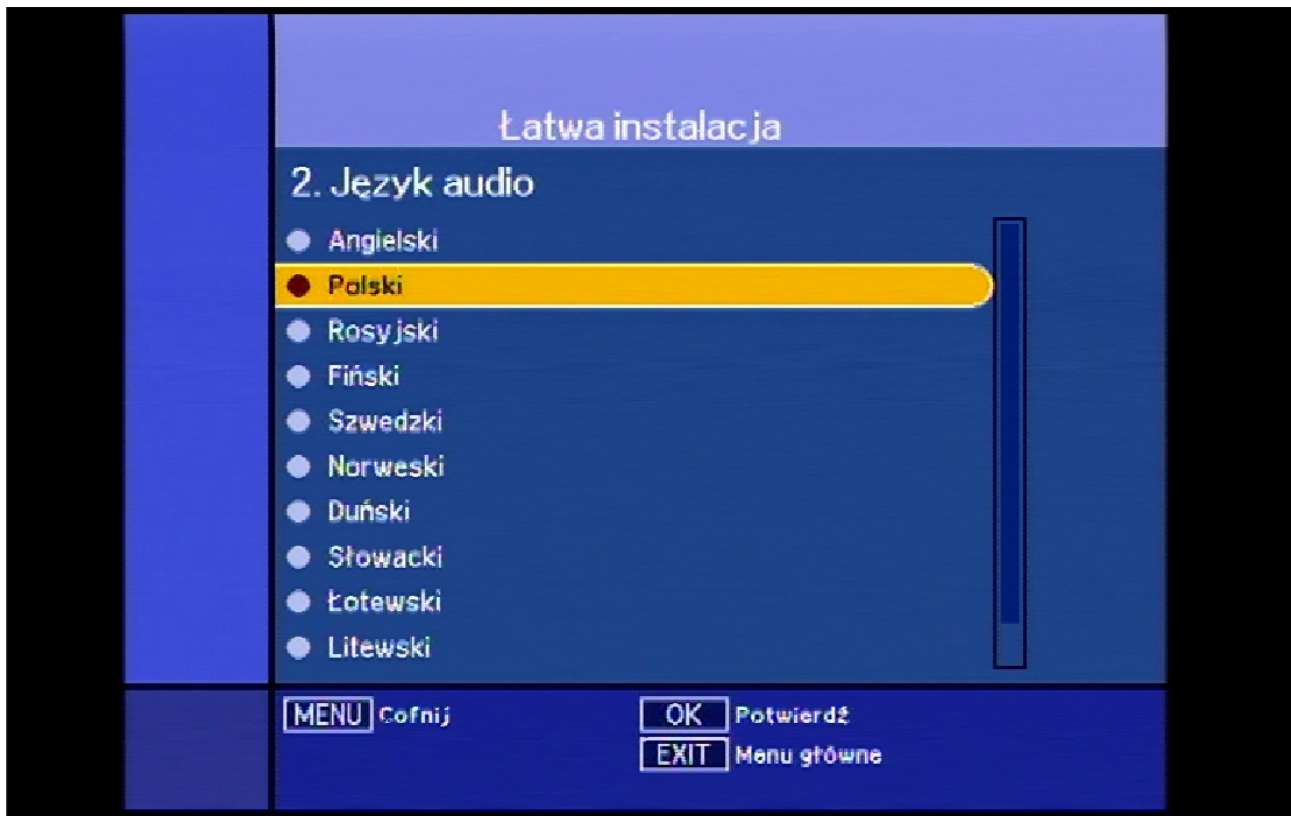 Łatwa instalacja
2. Język audio
Angielski
Polski
Rosyjski
Fiński
Szwedzki
Norweski
Duński
Słowacki
Łotewski
Litewski
MENU Cofnij
OK Potwierdź
EXIT Menu główne